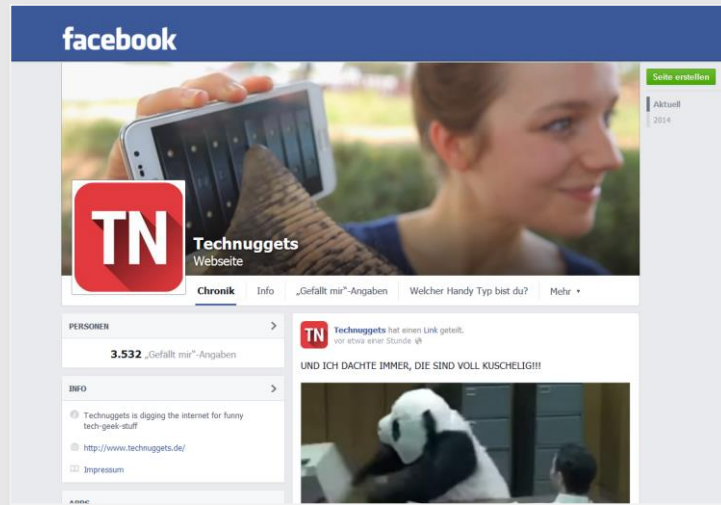 facebook
Seite erstellen
Aktuell
2014
TN
Technuggets
Webseite
Chronik Info „Gefällt mir“-Angaben Welcher Handy Typ bist du? Mehr
PERSONEN
3.532 „Gefällt mir“-Angaben
INFO
Technuggets is digging the internet for funny
tech-geek-stuff
http://www.technuggets.de/
Impressum
APPS
TN
Technuggets hat einen Link geteilt.
vor etwa einer Stunde
UND ICH DACHTE IMMER, DIE SIND VOLL KUSCHELIG!!!